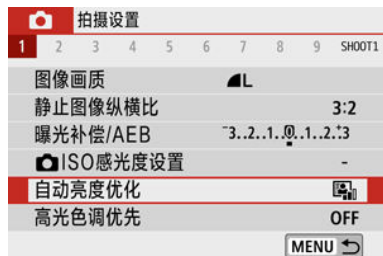 拍摄设置
1 2 3 4 5 6 7 8 9 SHOOT1
图像画质 L
静止图像纵横比 3:2
曝光补偿/AEB -3..2..1..0..1..2..+3
ISO感光度设置 -
自动亮度优化
高光色调优先 OFF
MENU